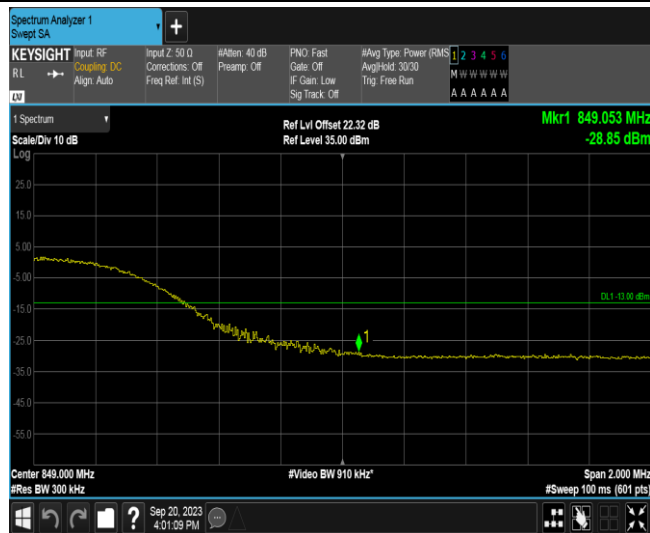 Spectrum Analyzer 1
Swept SA
KEYSIGHT
RL
Input: RF
Coupling: DC
Align: Auto
Input Z: 50 Ω
Corrections: Off
Freq Ref: Int (S)
#Atten: 40 dB
Preamp: Off
PNO: Fast
Gate: Off
IF Gain: Low
Sig Track: Off
#Avg Type: Power (RMS
Avg|Hold: 30/30
Trig: Free Run
1 2 3 4 5 6
M W W W W W
A A A A A A
LXI
1 Spectrum
Scale/Div 10 dB
Log
Ref Lvl Offset 22.32 dB
Ref Level 35.00 dBm
Mkr1 849.053 MHz
-28.85 dBm
25.0
15.0
5.00
-5.00
DL1 -13.00 dBm
-15.0
-25.0
1
-35.0
-45.0
-55.0
Center 849.000 MHz
#Video BW 910 kHz*
Span 2.000 MHz
#Res BW 300 kHz
#Sweep 100 ms (601 pts)
?
Sep 20, 2023
4:01:09 PM